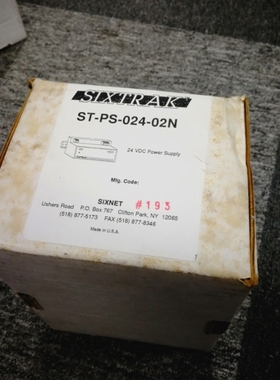 SIXTRAK
ST-PS-024-02N
24 VDC Power Supply
Mfg. Code:
SIXNET #193
Ushers Road P.O. Box 767 Clifton Park, NY 12065
(518) 877-5173 FAX (518) 877-8346
Made in U.S.A.